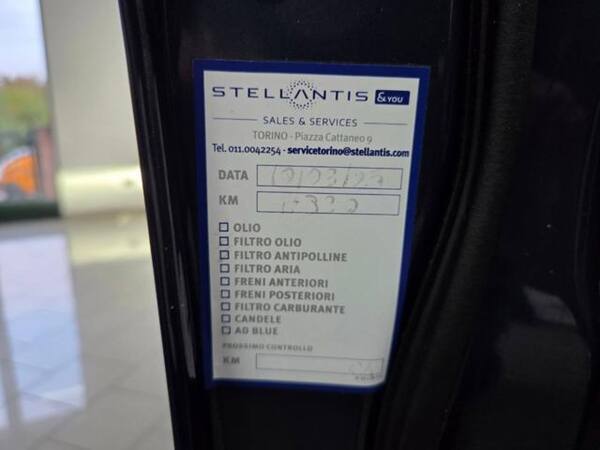 STELLANTIS &YOU
SALES & SERVICES
TORINO - Piazza Cattaneo 9
Tel. 011.0042254 - servicetorino@stellantis.com
DATA
KM
OLIO
FILTRO OLIO
FILTRO ANTIPOLLINE
FILTRO ARIA
FRENI ANTERIORI
FRENI POSTERIORI
FILTRO CARBURANTE
CANDELE
AD BLUE
PROSSIMO CONTROLLO
KM